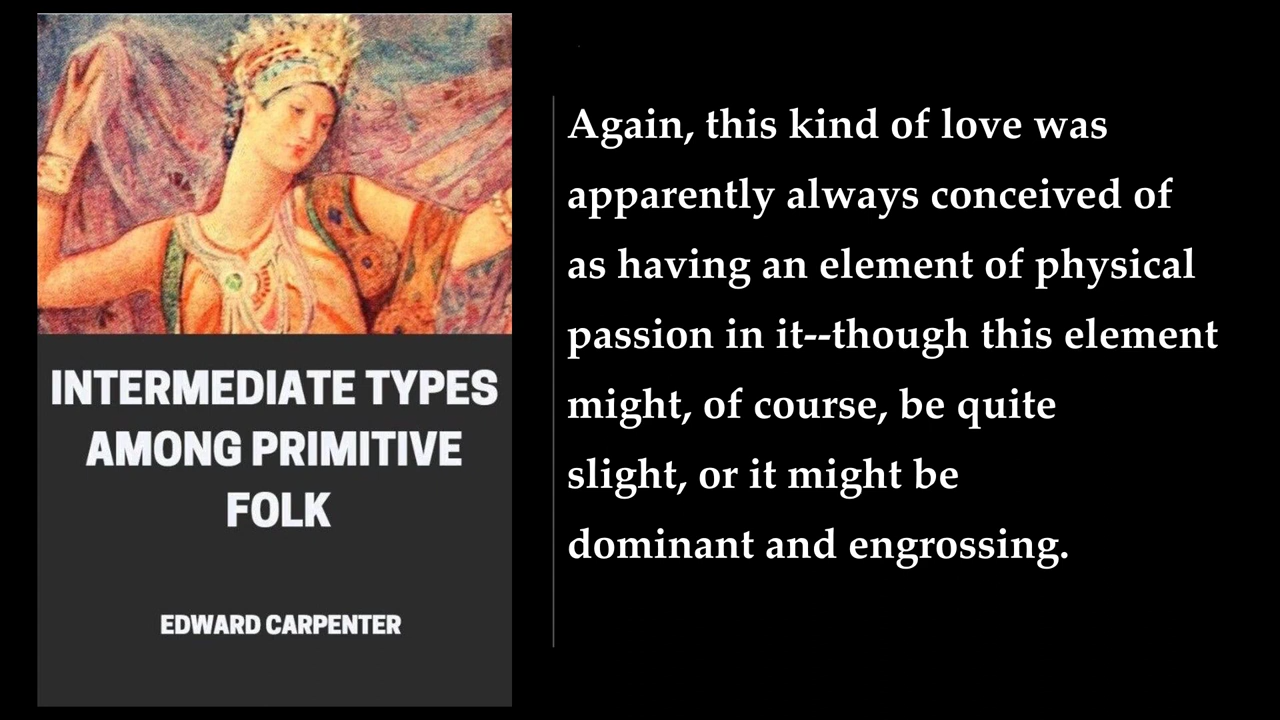 INTERMEDIATE TYPES
AMONG PRIMITIVE
FOLK
EDWARD CARPENTER
Again, this kind of love was
apparently always conceived of
as having an element of physical
passion in it--though this element
might, of course, be quite
slight, or it might be
dominant and engrossing.